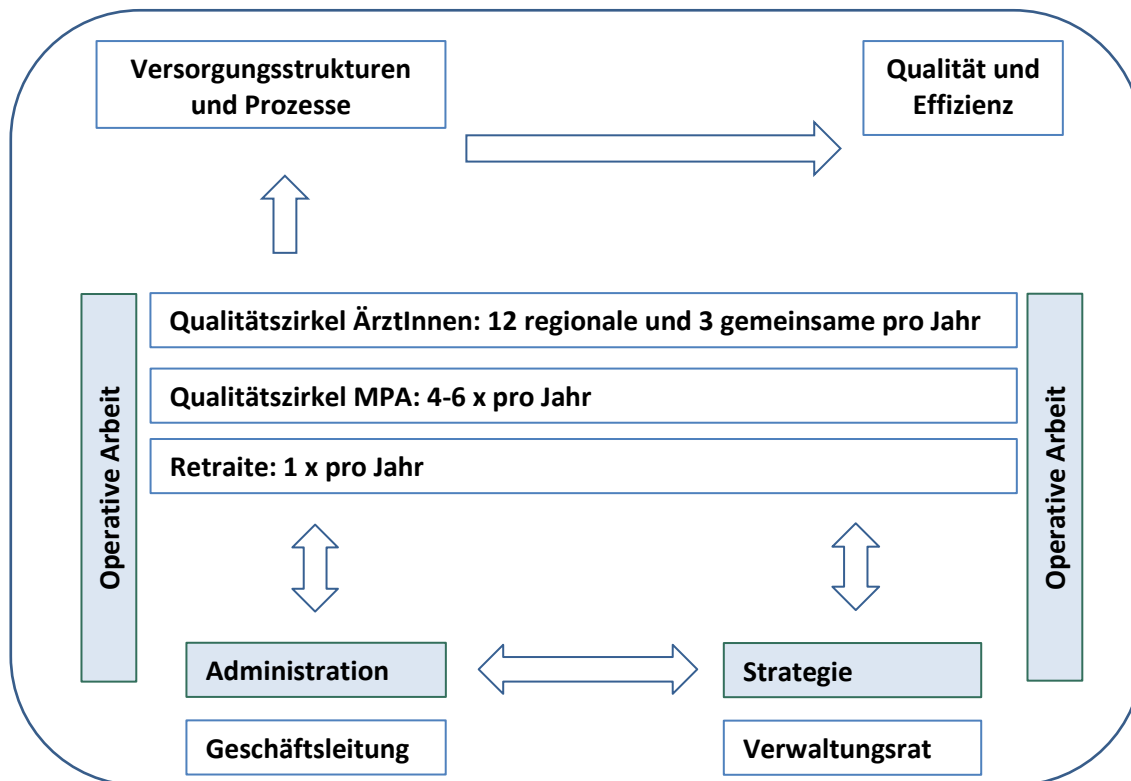 Versorgungsstrukturen
und Prozesse
Qualität und
Effizienz
Operative Arbeit
Qualitätszirkel ÄrztInnen: 12 regionale und 3 gemeinsame pro Jahr
Qualitätszirkel MPA: 4-6 x pro Jahr
Retraite: 1 x pro Jahr
Operative Arbeit
Administration
Strategie
Geschäftsleitung
Verwaltungsrat